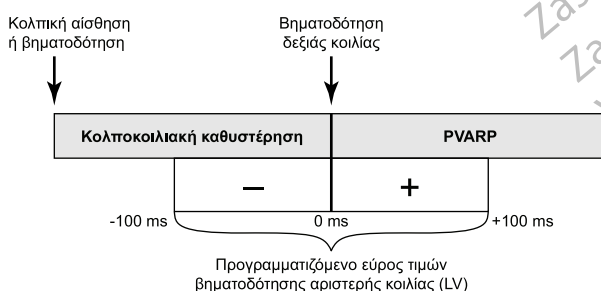 Κολπική αίσθηση
ή βηματοδότηση
Βηματοδότηση
δεξιάς κοιλίας
Κολποκοιλιακή καθυστέρηση
PVARP
–
+
-100 ms
0 ms
+100 ms
Προγραμματιζόμενο εύρος τιμών
βηματοδότησης αριστερής κοιλίας (LV)